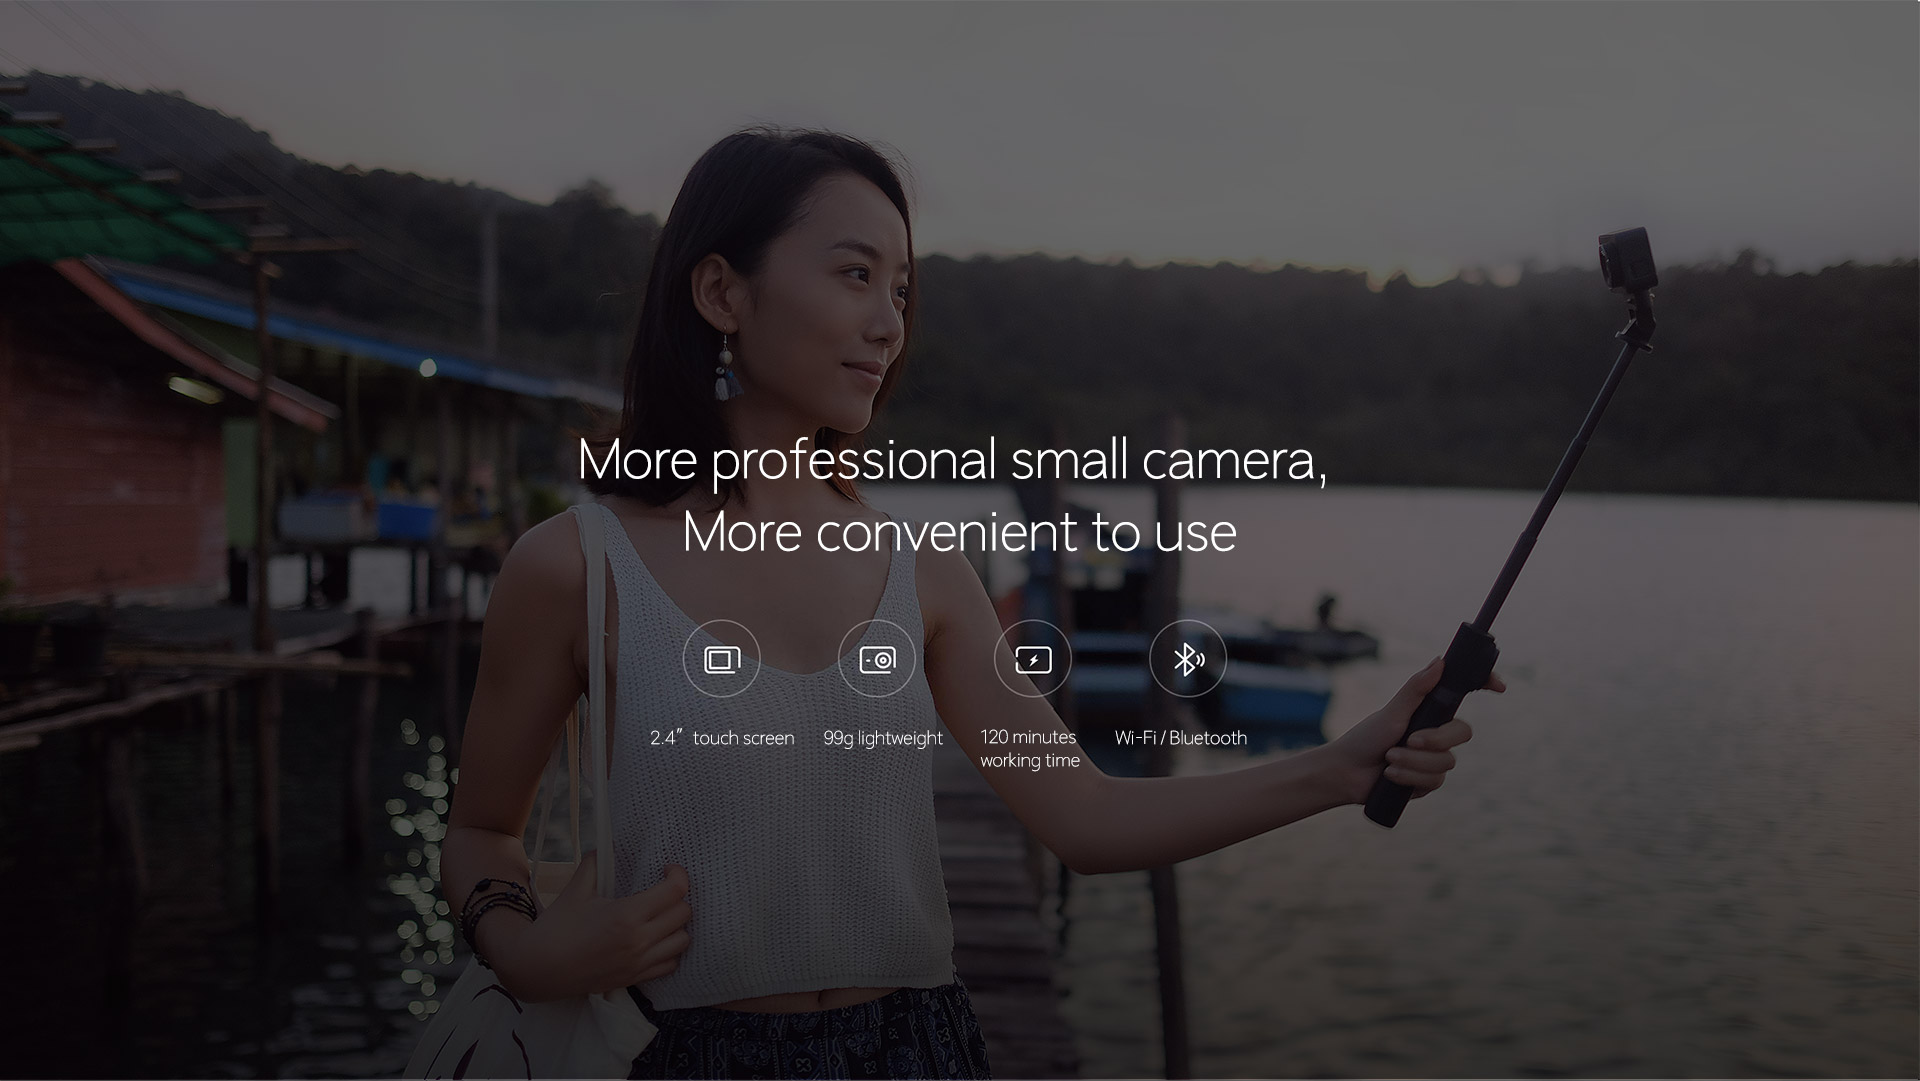 More professional small camera,
More convenient to use
2.4″ touch screen
99g lightweight
120 minutes
working time
Wi-Fi / Bluetooth